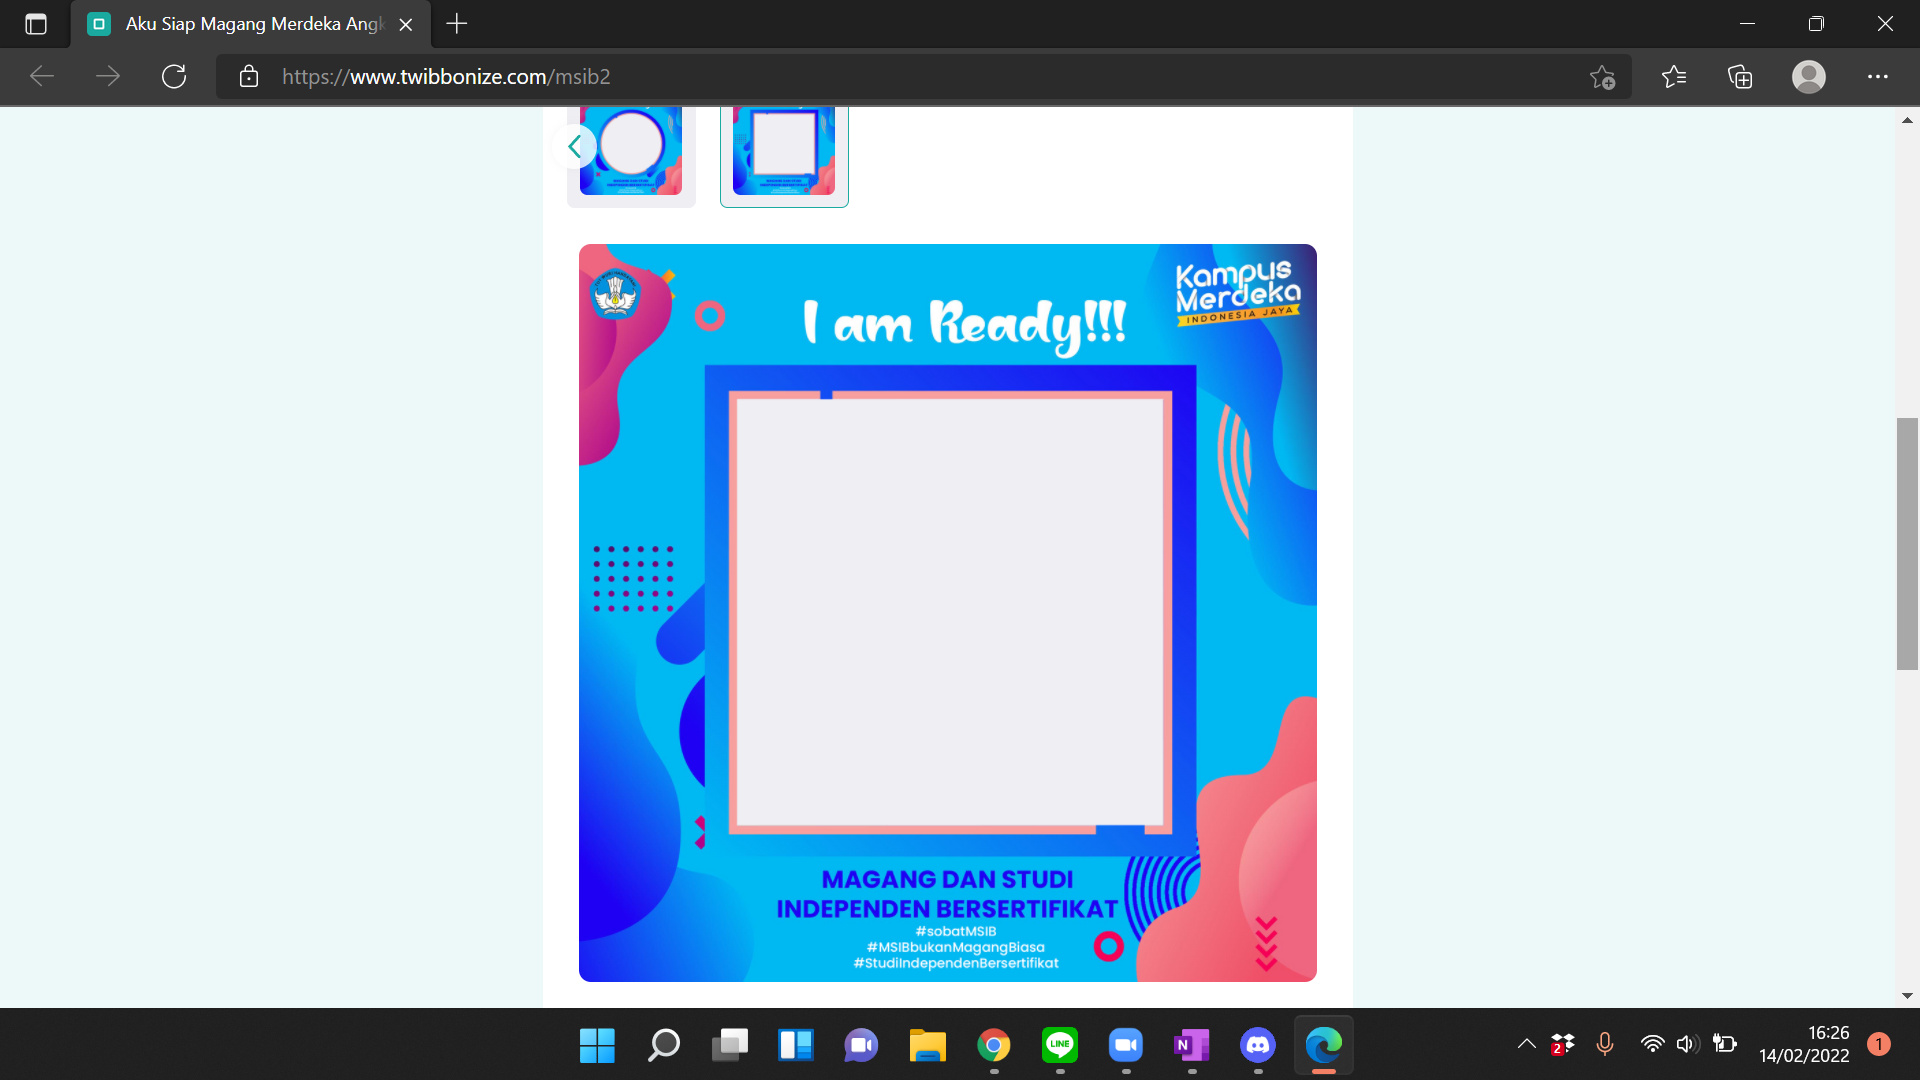 Aku Siap Magang Merdeka Angk
https://www.twibbonize.com/msib2
Kampus
Merdeka
INDONESIA JAYA
I am Ready!!!
MAGANG DAN STUDI
INDEPENDEN BERSERTIFIKAT
#sobatMSIB
#MSIBbukanMagangBiasa
#StudiIndependenBersertifikat
LINE
N
2
16:26
14/02/2022
1